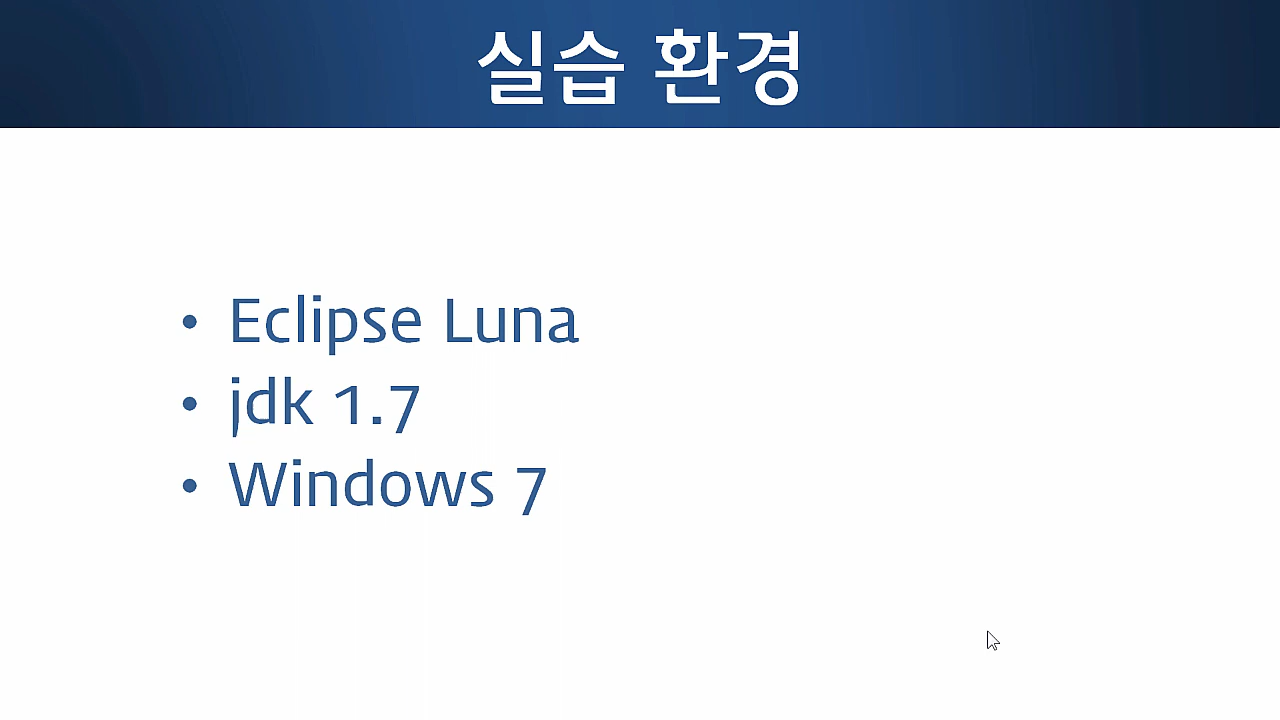 실습 환경
• Eclipse Luna
• jdk 1.7
• Windows 7